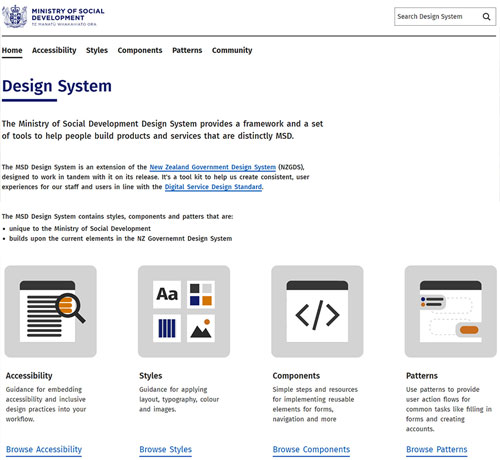 MINISTRY OF SOCIAL
DEVELOPMENT
TE MANATŪ WHAKAHIATO ORA
Search Design System
Home Accessibility Styles Components Patterns Community
Design System
The Ministry of Social Development Design System provides a framework and a set
of tools to help people build products and services that are distinctly MSD.
The MSD Design System is an extension of the New Zealand Government Design System (NZGDS),
designed to work in tandem with it on its release. It's a tool kit to help us create consistent, user
experiences for our staff and users in line with the Digital Service Design Standard.
The MSD Design System contains styles, components and patters that are:
• unique to the Ministry of Social Development
• builds upon the current elements in the NZ Governemnt Design System
Aa
</>
Accessibility
Guidance for embedding
accessibility and inclusive
design practices into your
workflow.
Browse Accessibility
Styles
Guidance for applying
layout, typography, colour
and images.
Browse Styles
Components
Simple steps and resources
for implementing reusable
elements for forms,
navigation and more
Browse Components
Patterns
Use patterns to provide
user action flows for
common tasks like filling in
forms and creating
accounts.
Browse Patterns